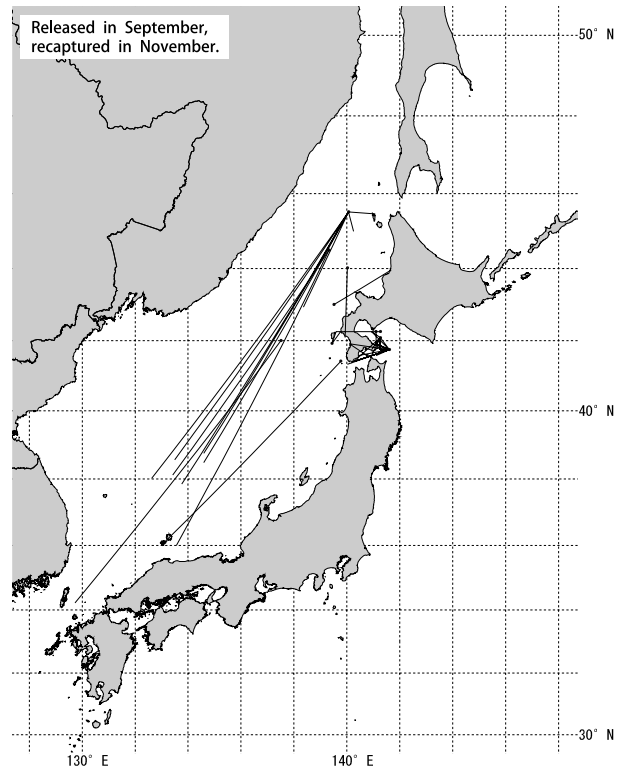 Released in September,
recaptured in November.
50° N
40° N
30° N
130° E
140° E